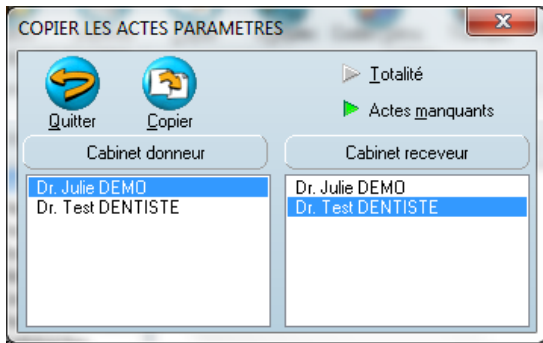 COPIER LES ACTES PARAMETRES
Totalité
Actes manquants
Quitter
Copier
Cabinet donneur
Cabinet receveur
Dr. Julie DEMO
Dr. Test DENTISTE
Dr. Julie DEMO
Dr. Test DENTISTE